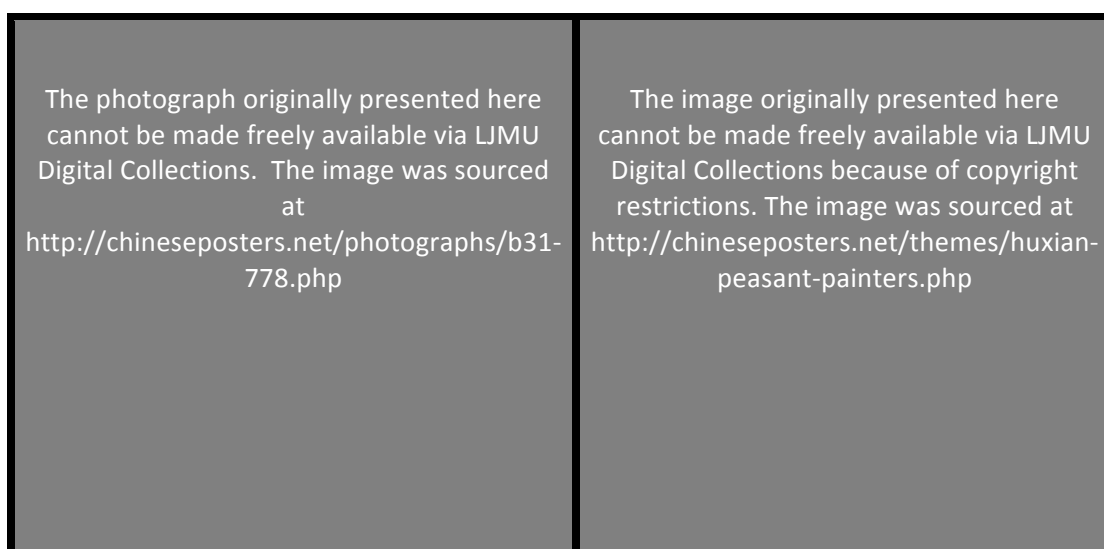 The photograph originally presented here
cannot be made freely available via LJMU
Digital Collections.  The image was sourced
at
http://chineseposters.net/photographs/b31-
778.php
The image originally presented here
cannot be made freely available via LJMU
Digital Collections because of copyright
restrictions. The image was sourced at
http://chineseposters.net/themes/huxian-
peasant-painters.php